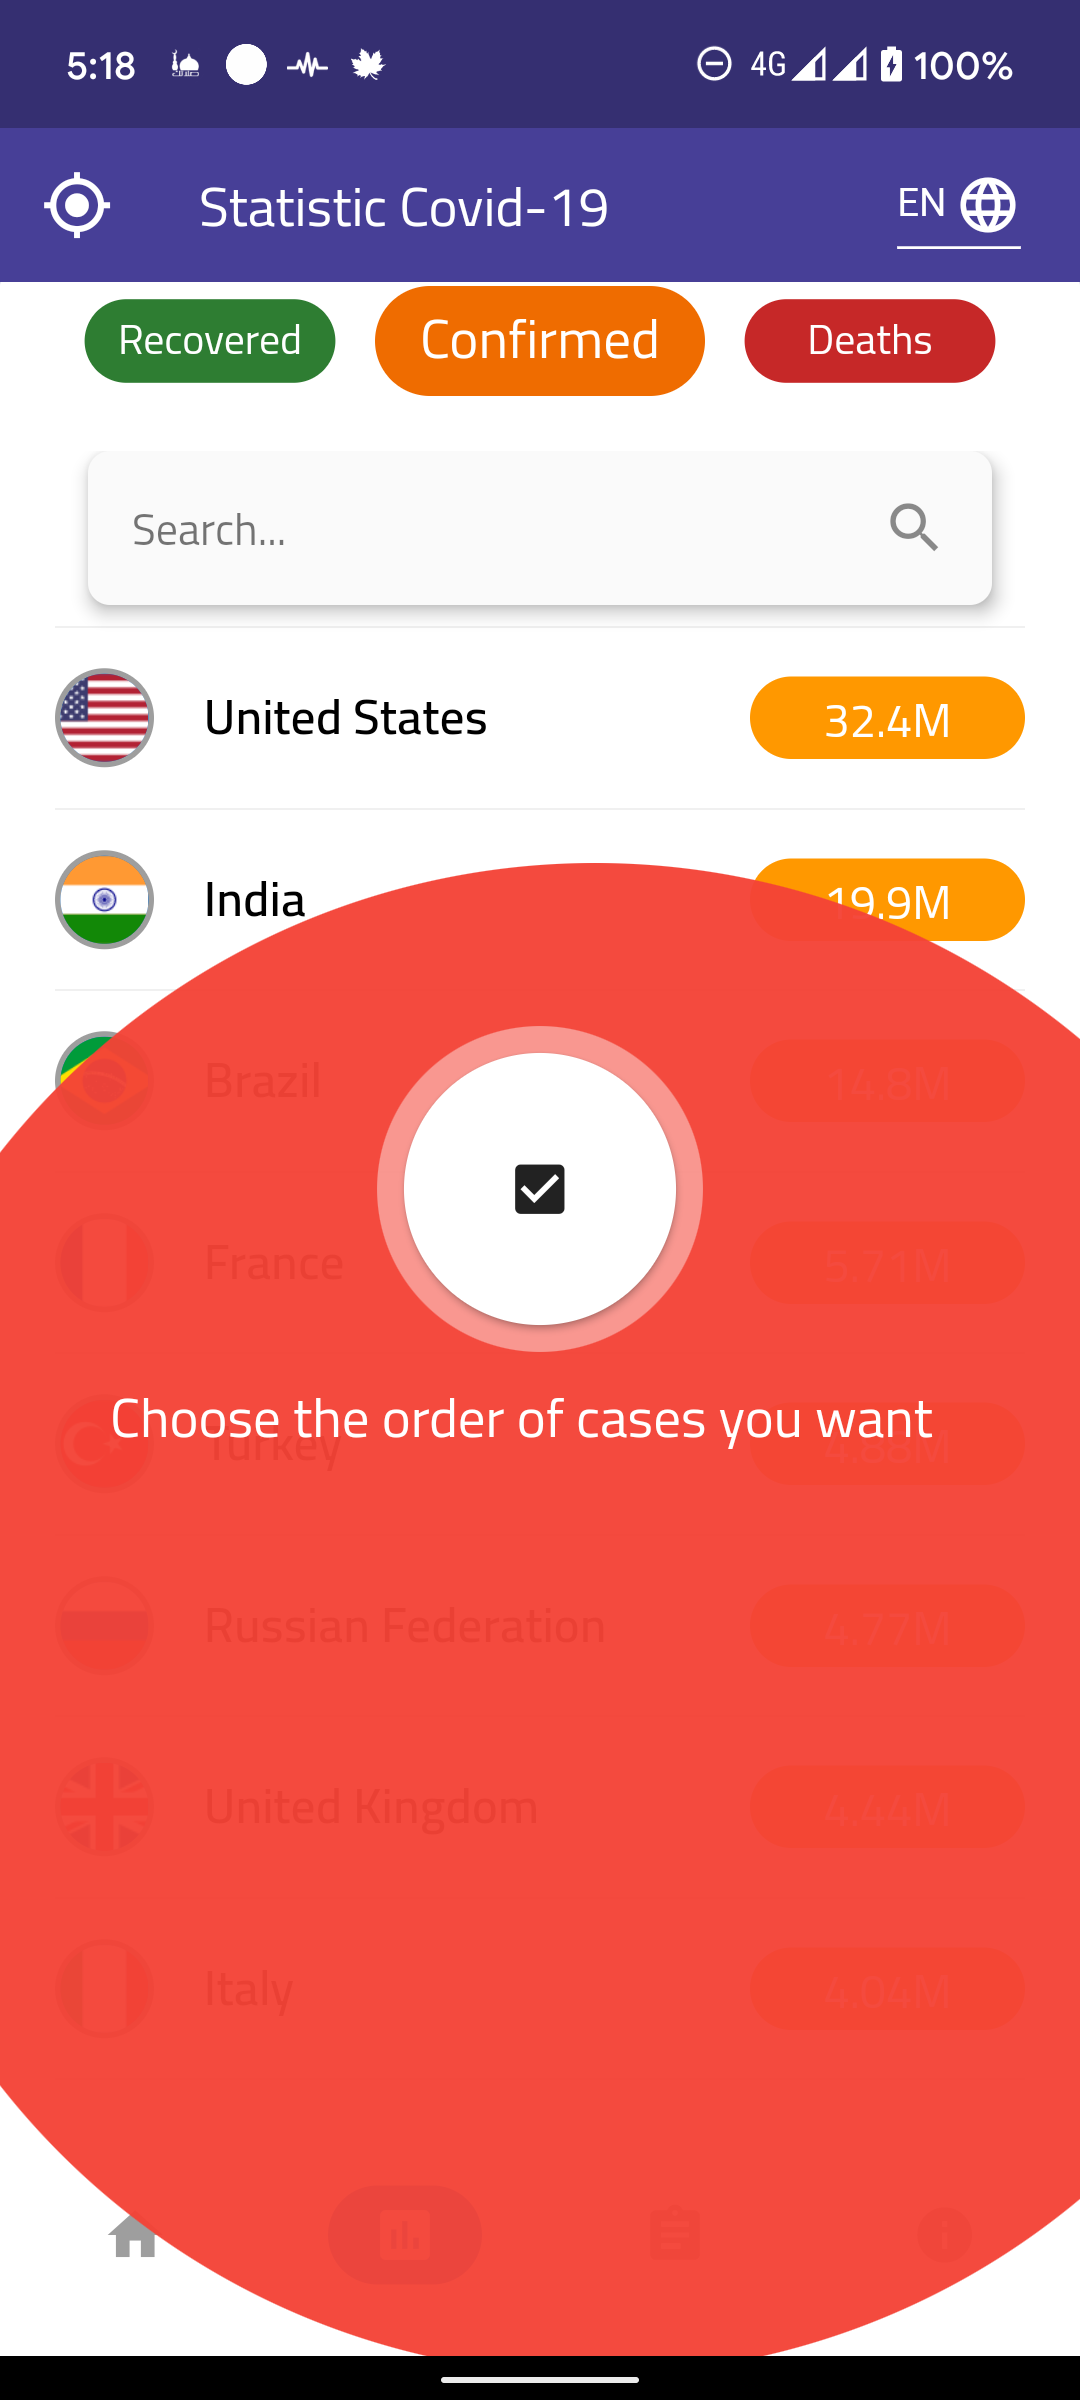 5:18 4G 100%
Statistic Covid-19 EN
Recovered Confirmed Deaths
Search...
United States 32.4M
India 19.9M
Brazil 14.8M
France 5.71M
Choose the order of cases you want
Turkey 4.88M
Russian Federation 4.77M
United Kingdom 4.44M
Italy 4.04M